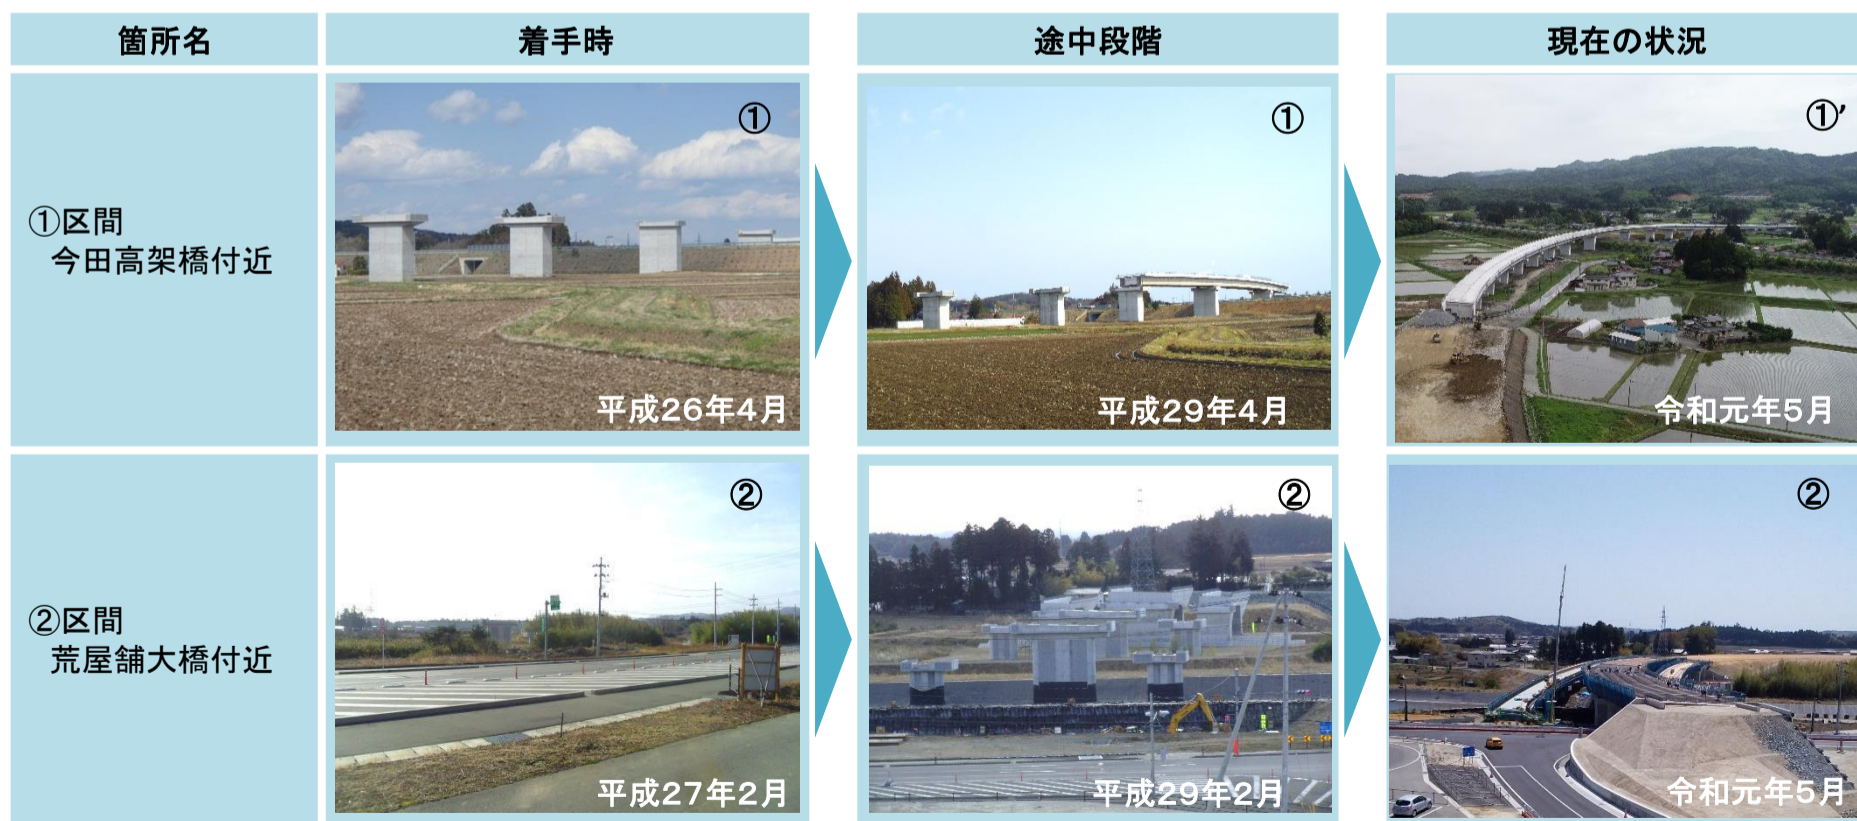 箇所名
着手時
途中段階
現在の状況
①区間
今田高架橋付近
①
平成26年4月
①
平成29年4月
①’
令和元年5月
②区間
荒屋舗大橋付近
②
平成27年2月
②
平成29年2月
②
令和元年5月